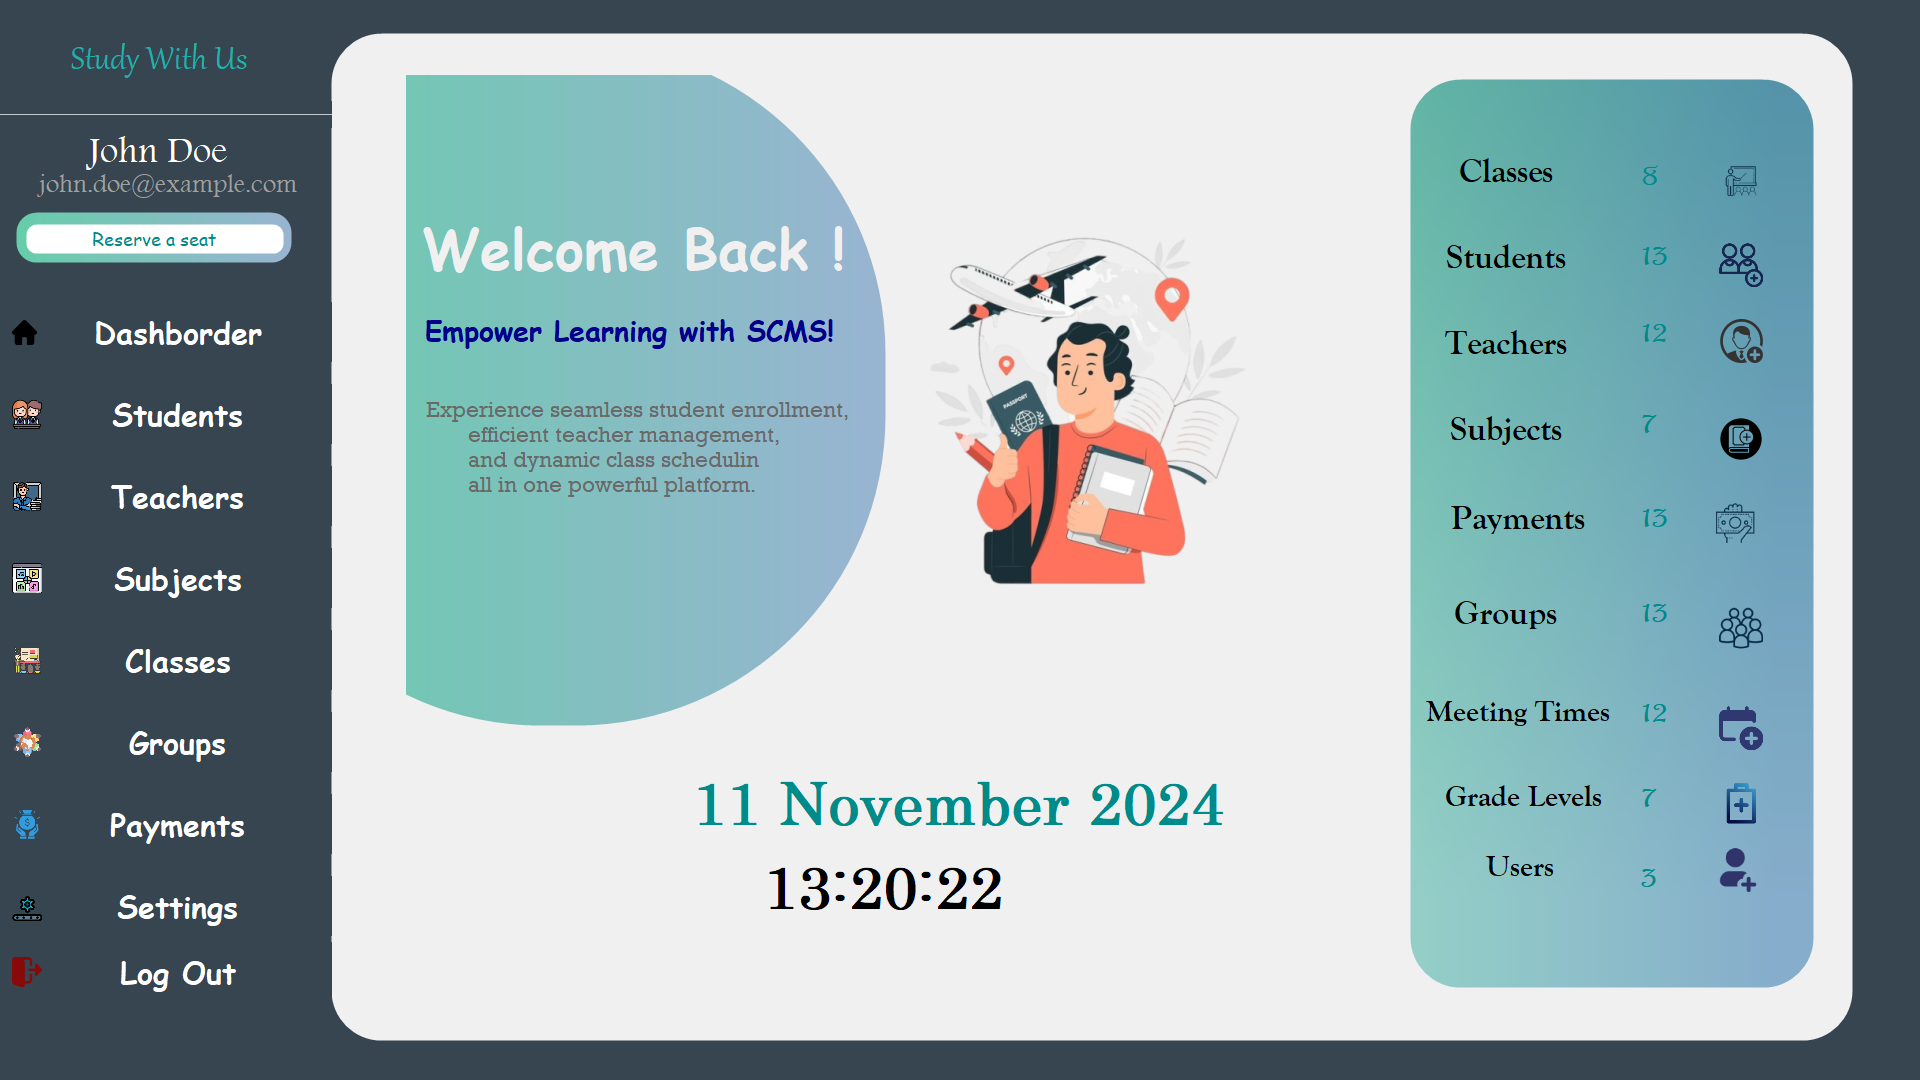 Study With Us
John Doe
john.doe@example.com
Reserve a seat
Dashborder
Students
Teachers
Subjects
Classes
Groups
Payments
Settings
Log Out
Welcome Back !
Empower Learning with SCMS!
Experience seamless student enrollment,
efficient teacher management,
and dynamic class schedulin
all in one powerful platform.
PASSPORT
11 November 2024
13:20:22
Classes 8
Students 13
Teachers 12
Subjects 7
Payments 13
Groups 13
Meeting Times 12
Grade Levels 7
Users 3